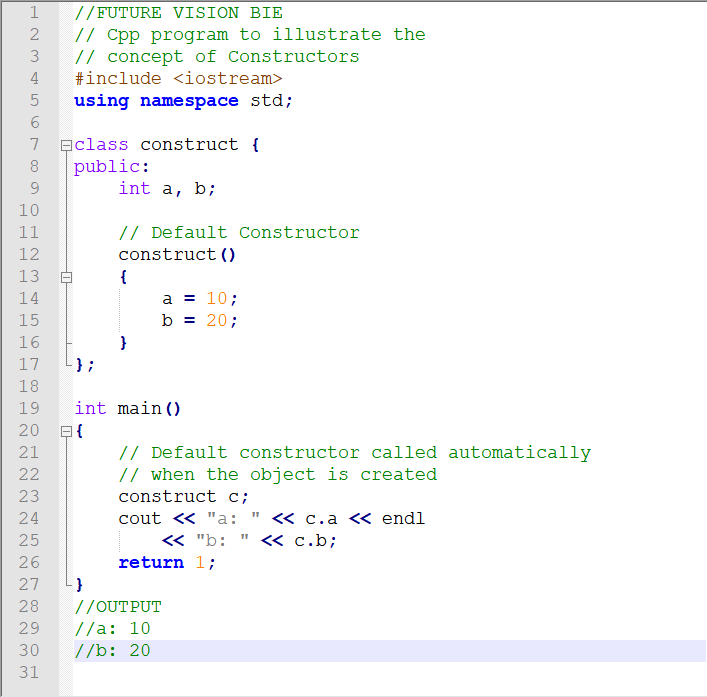 1 //FUTURE VISION BIE
2 // Cpp program to illustrate the
3 // concept of Constructors
4 #include <iostream>
5 using namespace std;
6
7 class construct {
8 public:
9     int a, b;
10
11     // Default Constructor
12     construct()
13     {
14         a = 10;
15         b = 20;
16     }
17 };
18
19 int main()
20 {
21     // Default constructor called automatically
22     // when the object is created
23     construct c;
24     cout << "a: " << c.a << endl
25         << "b: " << c.b;
26     return 1;
27 }
28 //OUTPUT
29 //a: 10
30 //b: 20
31